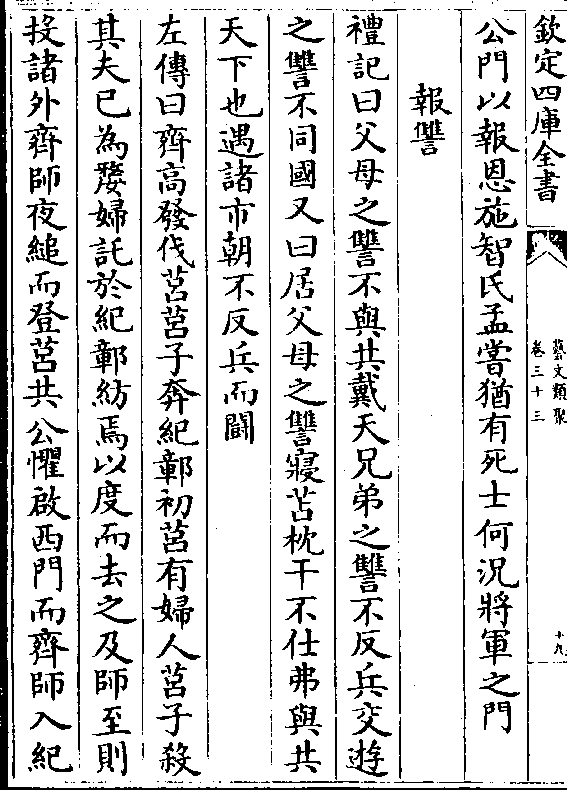 欽定四庫全書
藝文類聚
卷三十三
十九
公門以報恩施智氏孟嘗猶有死士何況將軍之門
報讐
禮記曰父母之讐不與共戴天兄弟之讐不反兵交遊
之讐不同國又曰居父母之讐寢苫枕干不仕弗與共
天下也遇諸市朝不反兵而鬬
左傳曰齊高發伐莒莒子奔紀鄣初莒有婦人莒子殺
其夫已為嫠婦託於紀鄣紡焉以度而去之及師至則
投諸外齊師夜縋而登莒共公懼啟西門而齊師入紀